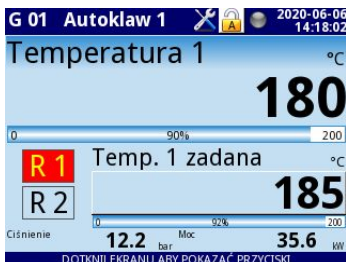 G 01 Autoklaw 1 A 2020-06-06
14:18:02
Temperatura 1 °C
180
0 90% 200
R 1 Temp. 1 zadana °C
R 2 185
0 92% 200
Ciśnienie 12.2 bar Moc 35.6 kW
DOTKNIJ EKRANU ABY POKAZAĆ PRZYCISKI